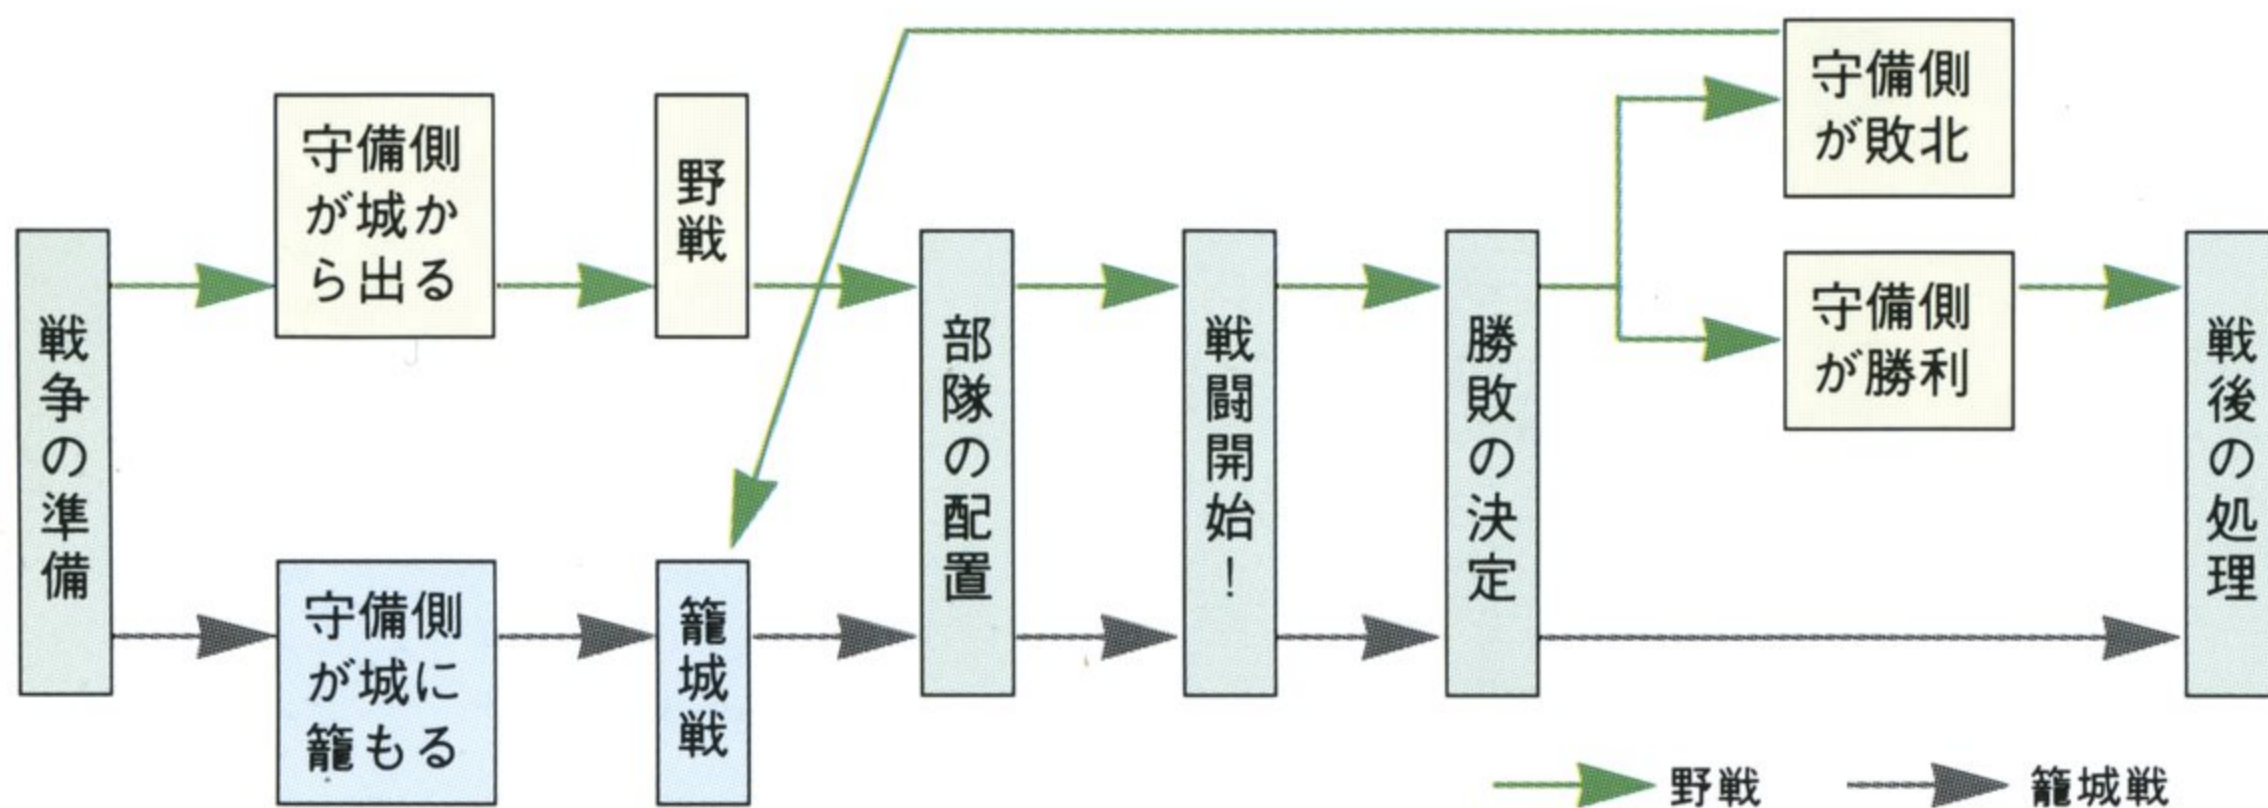 戦争の準備
守備側
が城か
ら出る
野戦
守備側
が城に
籠もる
籠城戦
部隊の配置
戦闘開始!
勝敗の決定
守備側
が敗北
守備側
が勝利
戦後の処理
野戦
籠城戦